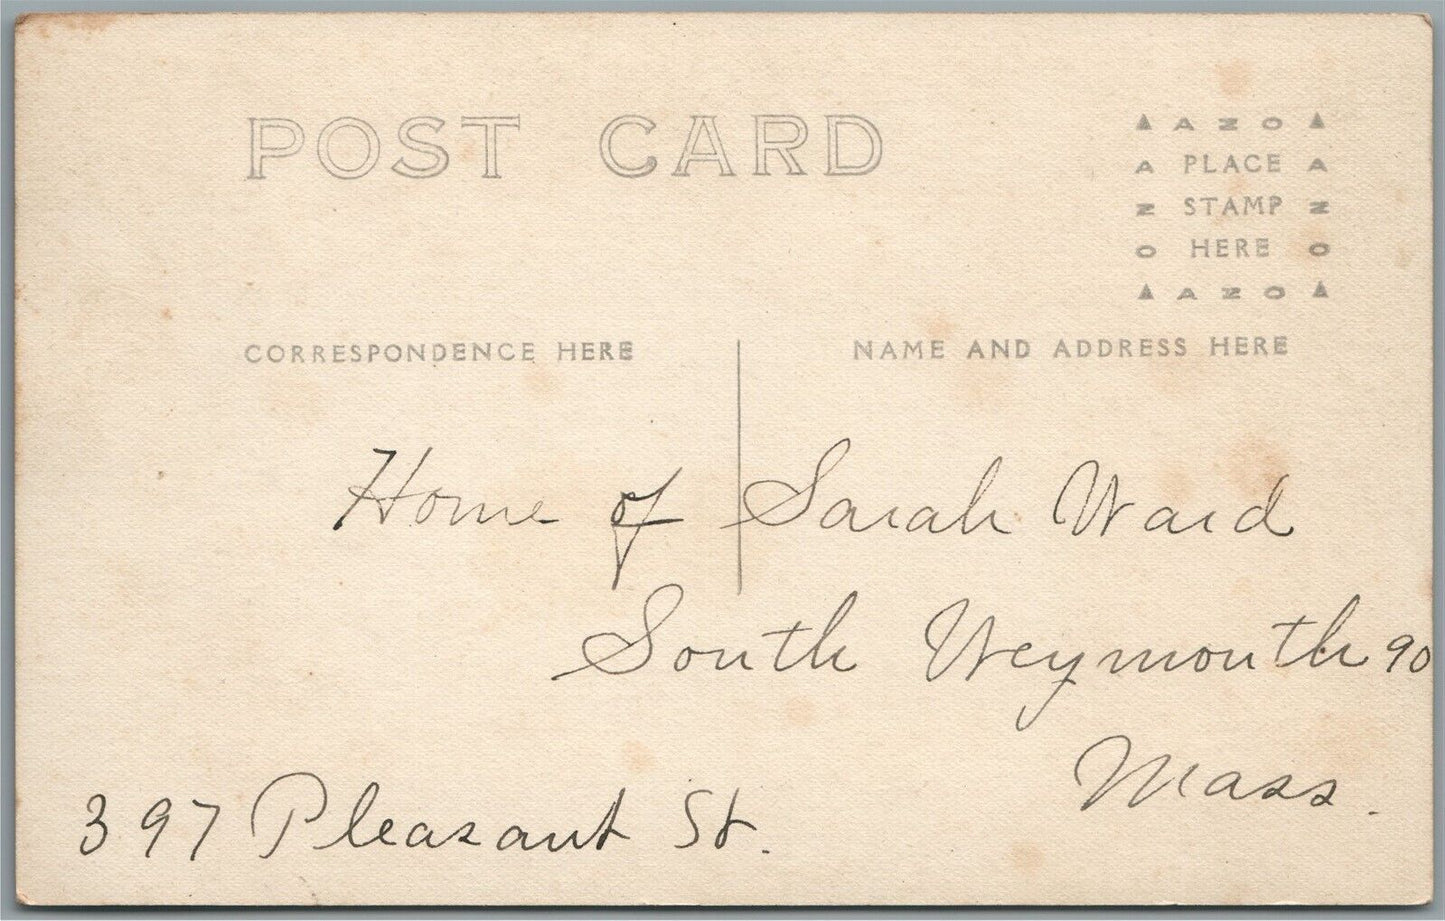 POST CARD
▲ A Z O ▲
A PLACE A
Z STAMP Z
O HERE O
▲ A Z O ▲
CORRESPONDENCE HERE
NAME AND ADDRESS HERE
Home of Sarah Ward
South Weymouth 90
Mass.
397 Pleasant St.